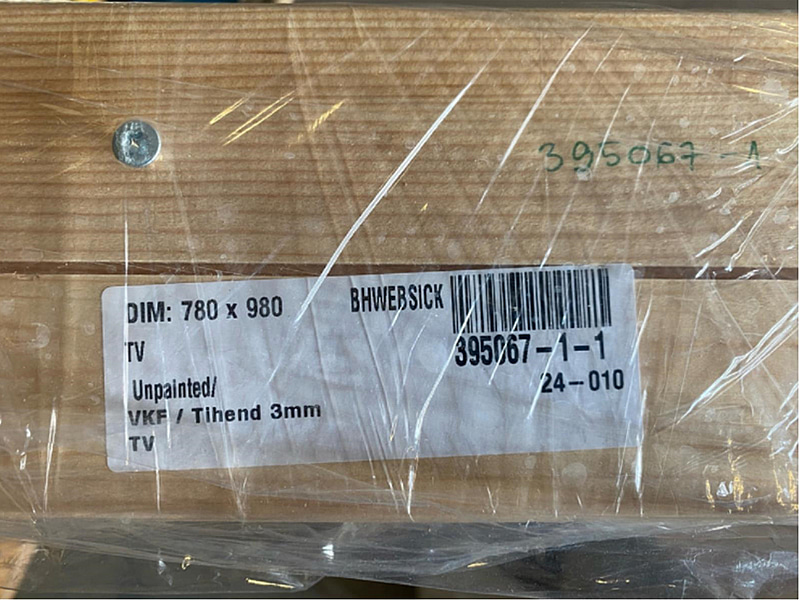 395067-1
DIM: 780 x 980 BHWEBSICK
TV 395067-1-1
24-010
Unpainted/
VKF / Tihend 3mm
TV